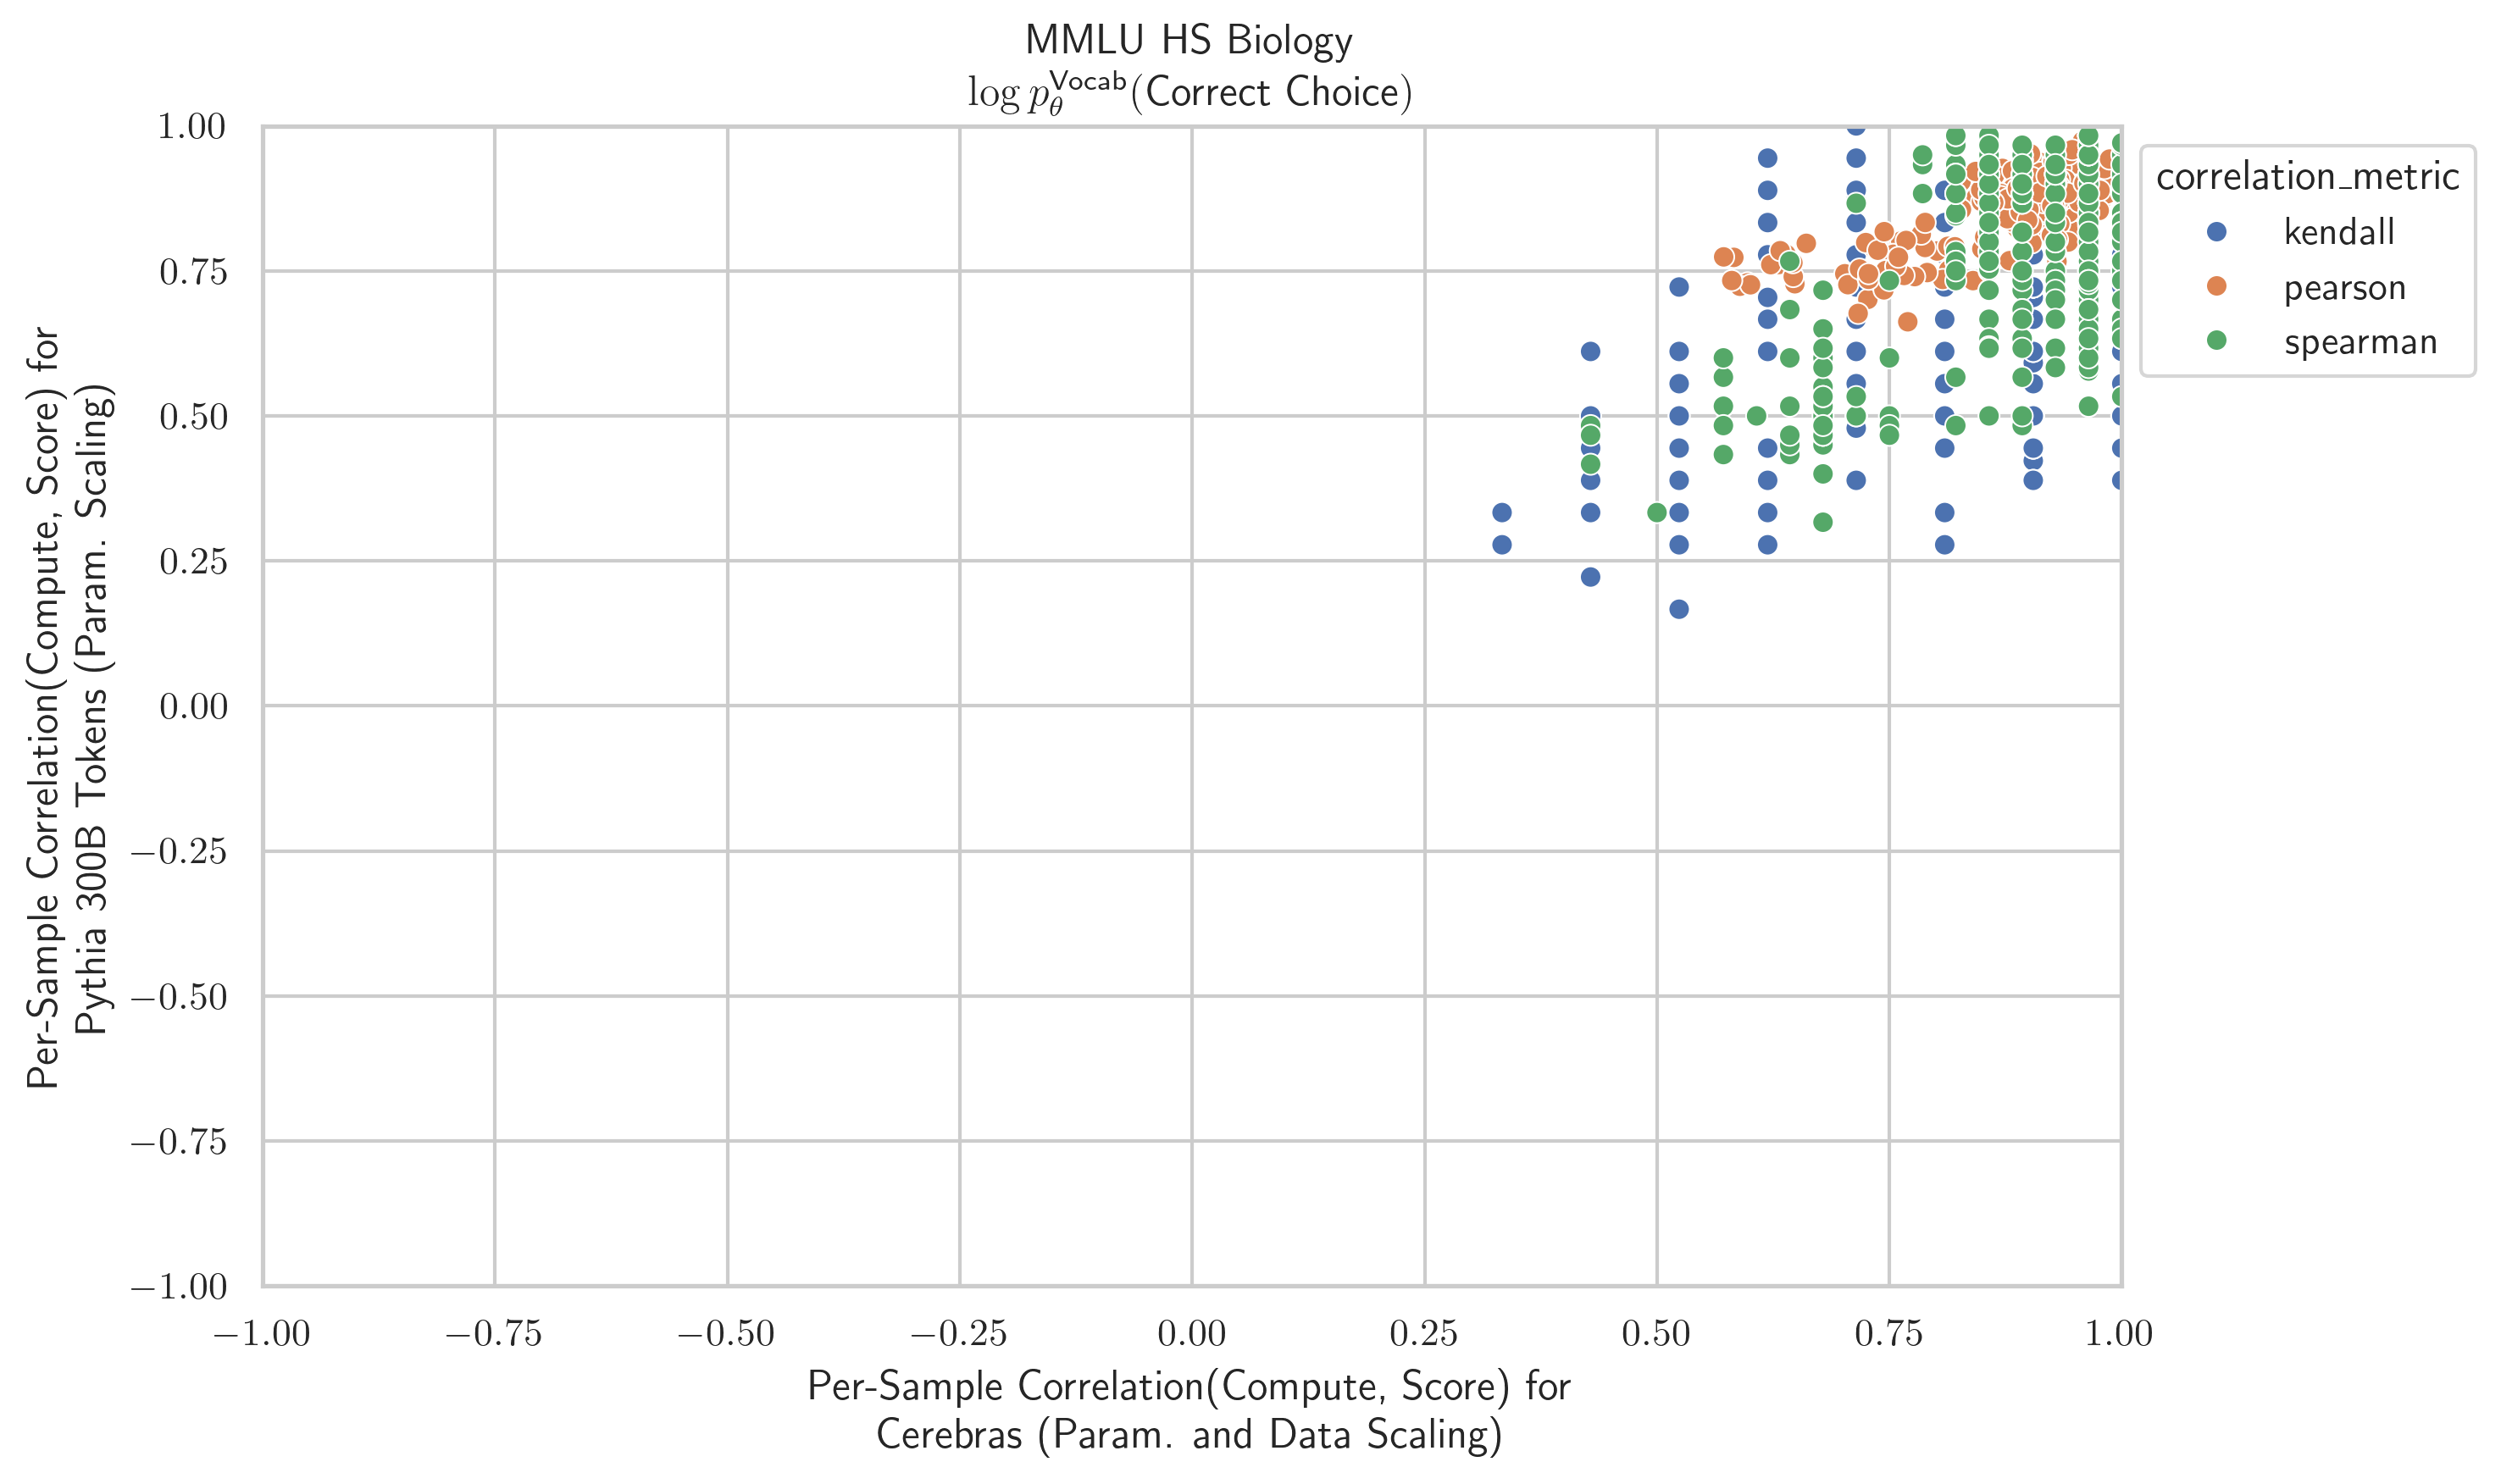 MMLU HS Biology
log p_θ^Vocab(Correct Choice)
Per-Sample Correlation(Compute, Score) for
Pythia 300B Tokens (Param. Scaling)
1.00
0.75
0.50
0.25
0.00
−0.25
−0.50
−0.75
−1.00
−1.00 −0.75 −0.50 −0.25 0.00 0.25 0.50 0.75 1.00
Per-Sample Correlation(Compute, Score) for
Cerebras (Param. and Data Scaling)
correlation_metric
kendall
pearson
spearman